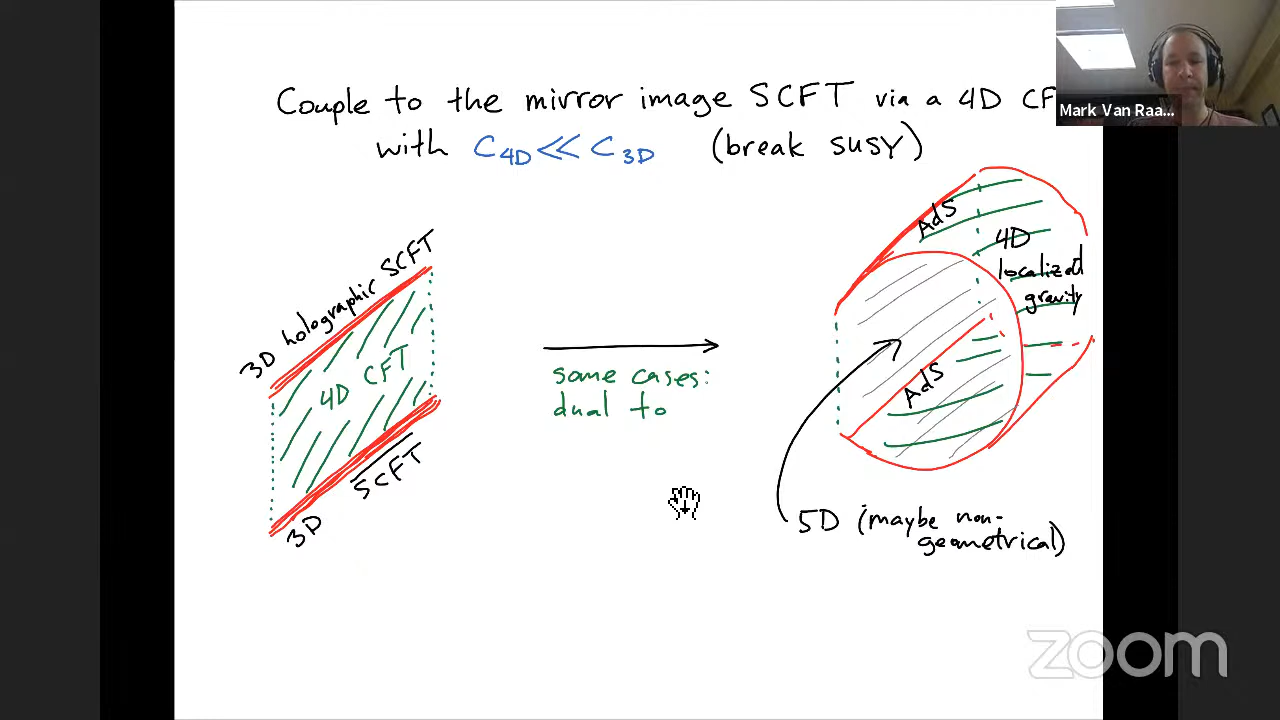 Couple to the mirror image SCFT via a 4D CF
with C4D << C3D (break SUSY)
Mark Van Raa...
3D holographic SCFT
4D CFT
3D SCFT
some cases:
dual to
AdS
4D
localized
gravity
AdS
5D (maybe non-
geometrical)
zoom